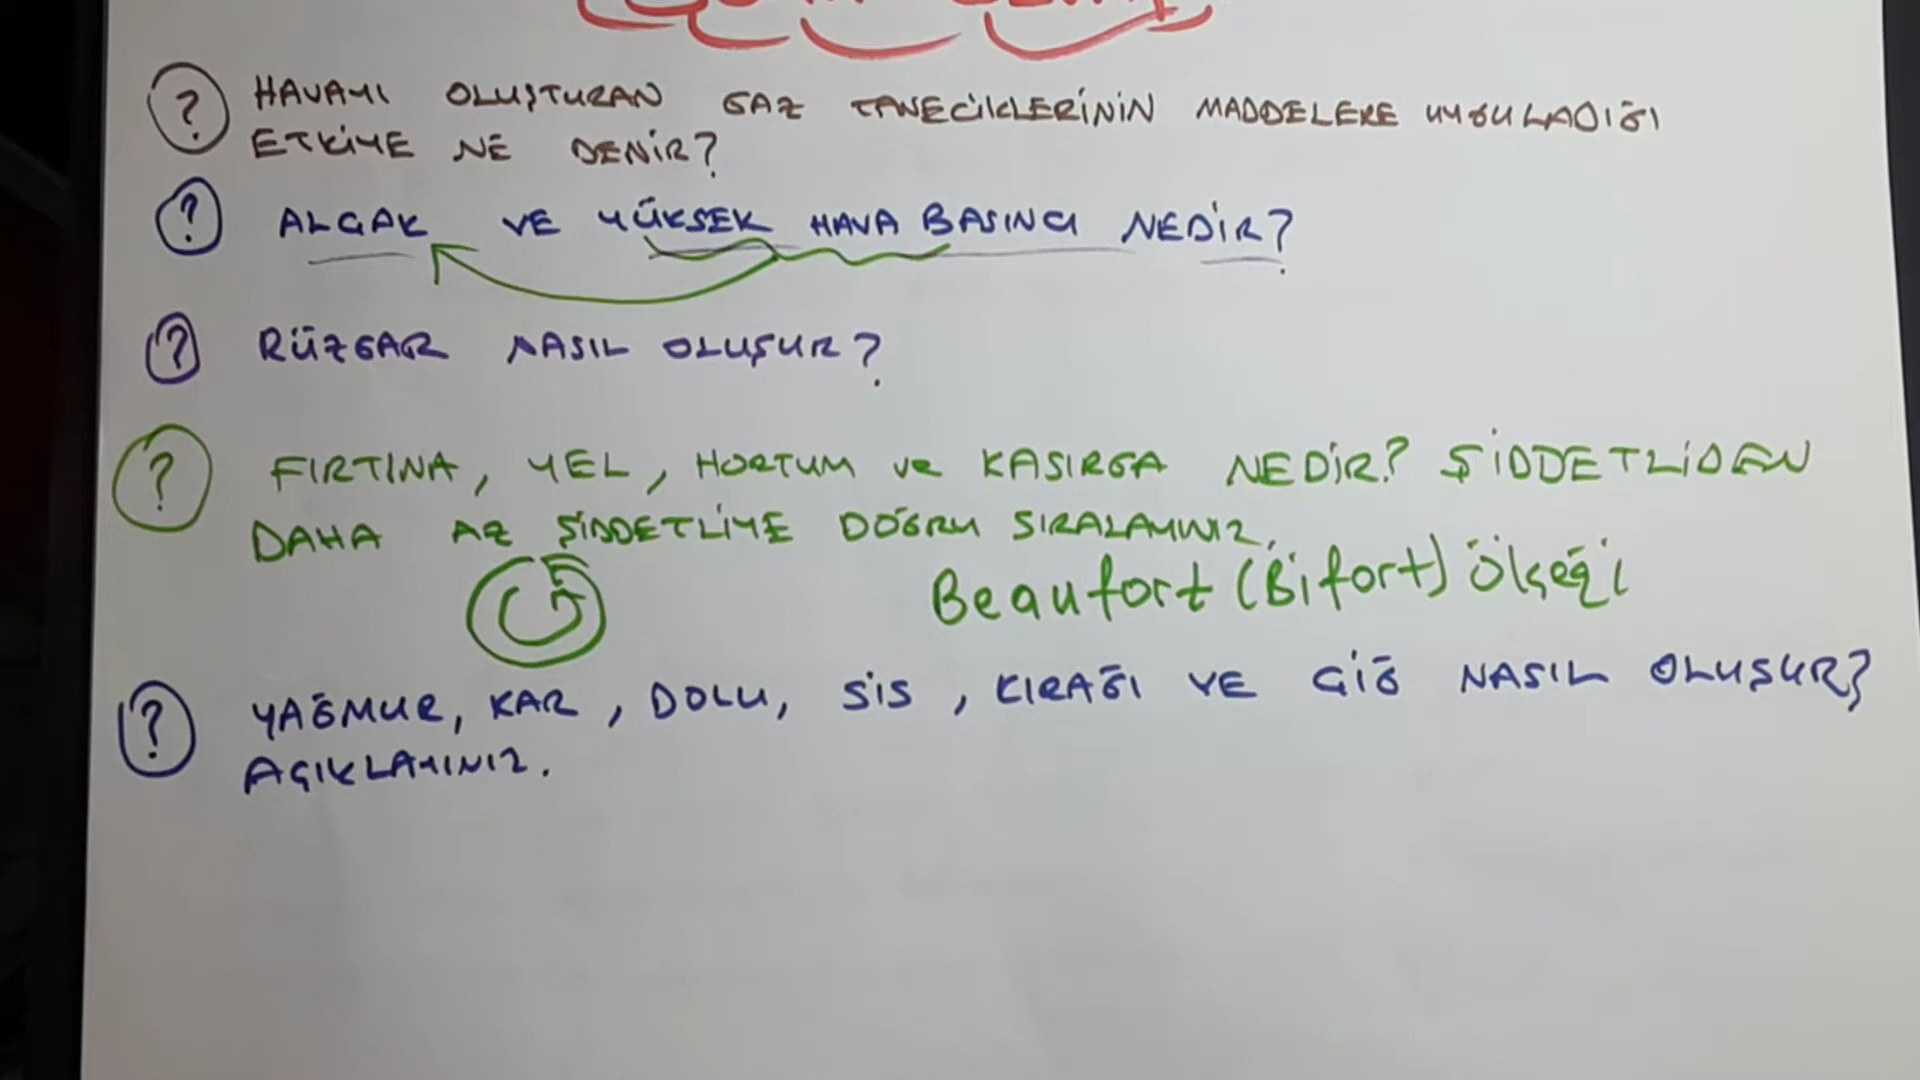 ? HAVAYI OLUŞTURAN GAZ TANECİKLERİNİN MADDELERE UYGULADIĞI
ETKİYE NE DENİR?
? ALÇAK VE YÜKSEK HAVA BASINCI NEDİR?
? RÜZGAR NASIL OLUŞUR?
? FIRTINA, YEL, HORTUM ve KASIRGA NEDİR? ŞİDDETLİDEN
DAHA AZ ŞİDDETLİYE DOĞRU SIRALAYINIZ.
Beaufort (Bifort) Ölçeği
? YAĞMUR, KAR, DOLU, SİS, KIRAĞI VE ÇİĞ NASIL OLUŞUR?
AÇIKLAYINIZ.